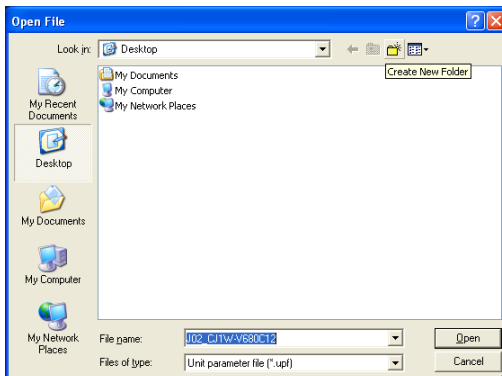 Open File
Look in: Desktop
Create New Folder
My Documents
My Computer
My Network Places
My Recent
Documents
Desktop
My Documents
My Computer
My Network
Places
File name: J02_CJ1W-V680C12 Open
Files of type: Unit parameter file (*.upf) Cancel